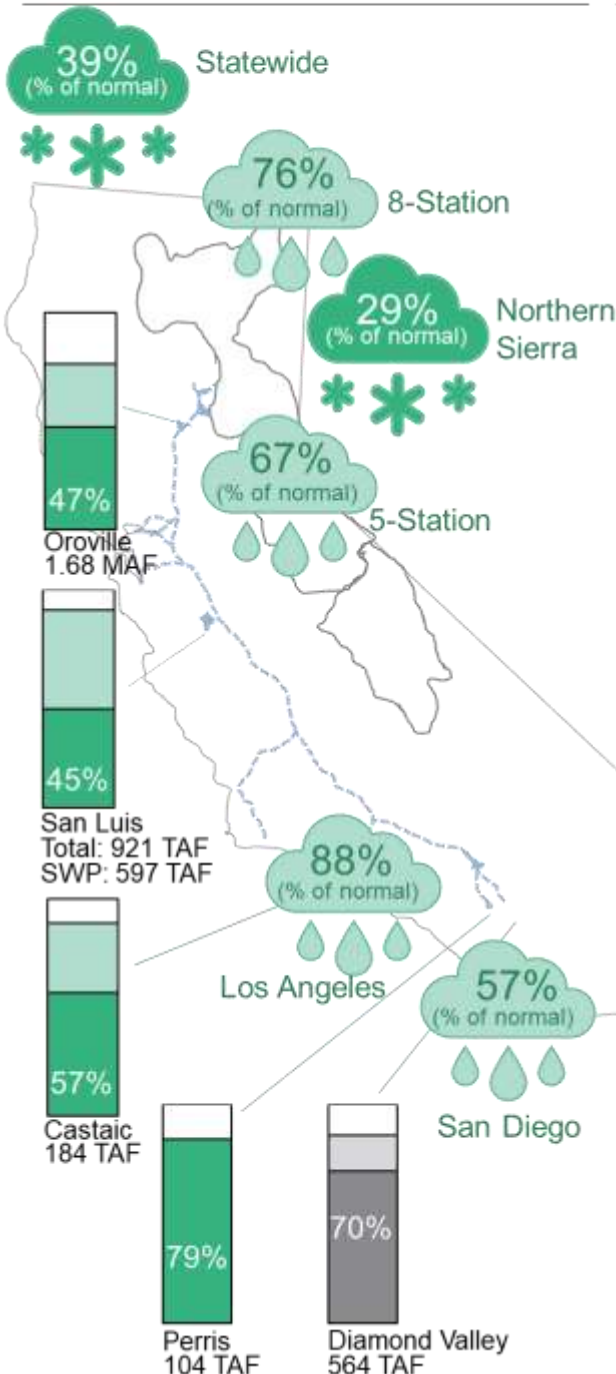 39%
(% of normal)
Statewide
76%
(% of normal)
8-Station
29%
(% of normal)
Northern
Sierra
67%
(% of normal)
5-Station
47%
Oroville
1.68 MAF
45%
San Luis
Total: 921 TAF
SWP: 597 TAF
88%
(% of normal)
Los Angeles
57%
(% of normal)
San Diego
57%
Castaic
184 TAF
79%
Perris
104 TAF
70%
Diamond Valley
564 TAF